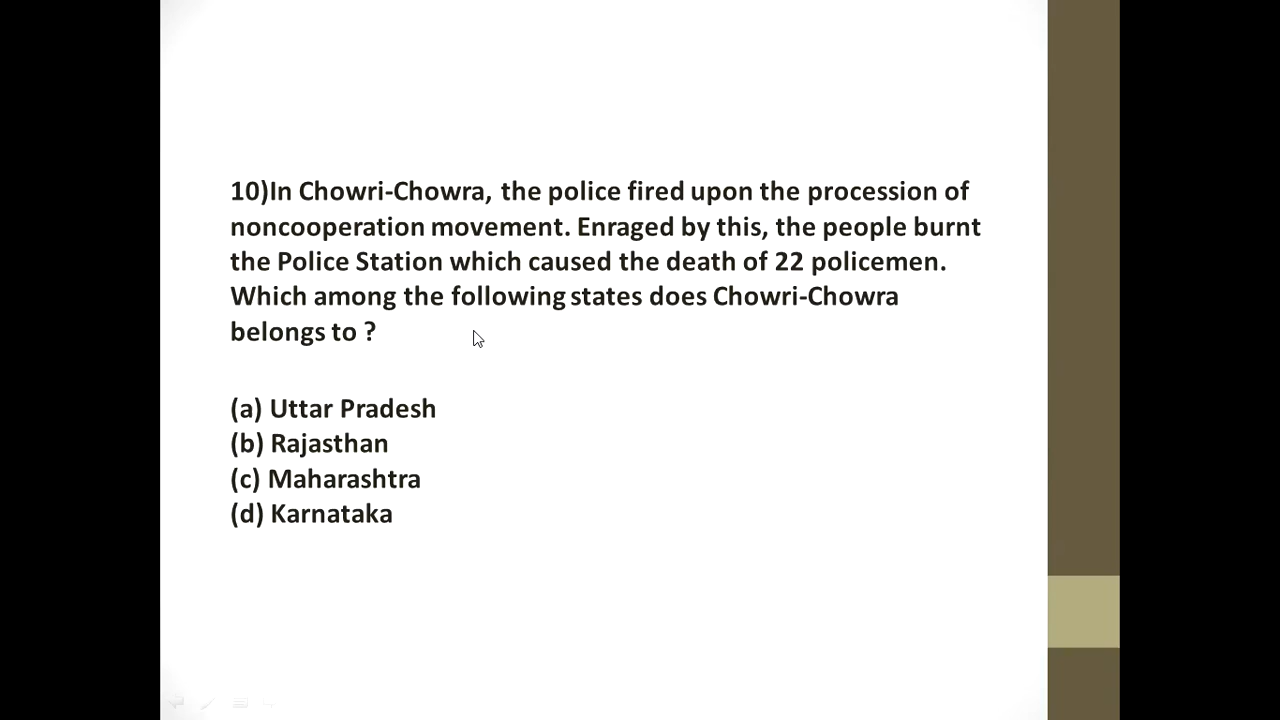 10)In Chowri-Chowra, the police fired upon the procession of
noncooperation movement. Enraged by this, the people burnt
the Police Station which caused the death of 22 policemen.
Which among the following states does Chowri-Chowra
belongs to ?
(a) Uttar Pradesh
(b) Rajasthan
(c) Maharashtra
(d) Karnataka